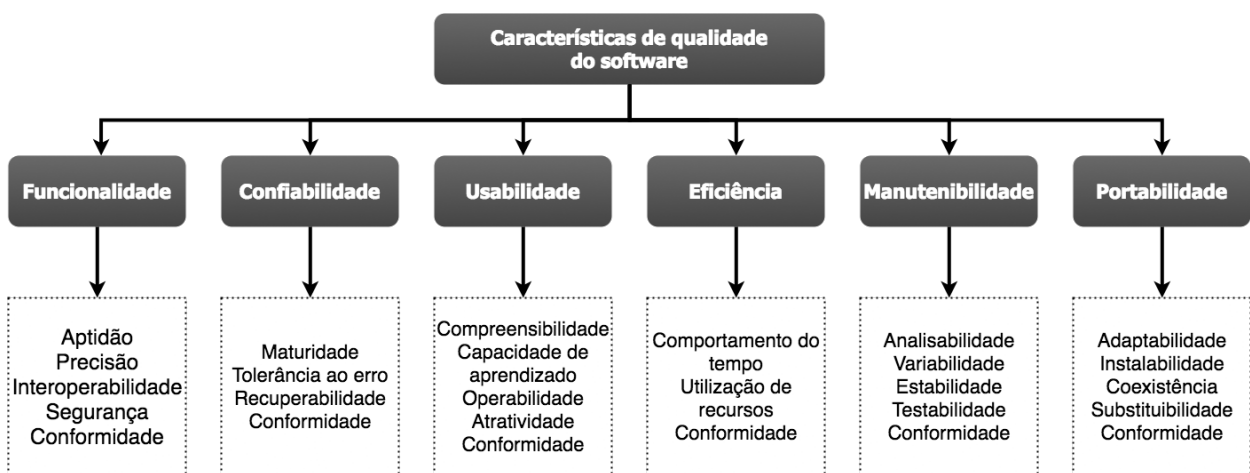 Características de qualidade
do software
Funcionalidade
Confiabilidade
Usabilidade
Eficiência
Manutenibilidade
Portabilidade
Aptidão
Precisão
Interoperabilidade
Segurança
Conformidade
Maturidade
Tolerância ao erro
Recuperabilidade
Conformidade
Compreensibilidade
Capacidade de
aprendizado
Operabilidade
Atratividade
Conformidade
Comportamento do
tempo
Utilização de
recursos
Conformidade
Analisabilidade
Variabilidade
Estabilidade
Testabilidade
Conformidade
Adaptabilidade
Instalabilidade
Coexistência
Substituibilidade
Conformidade